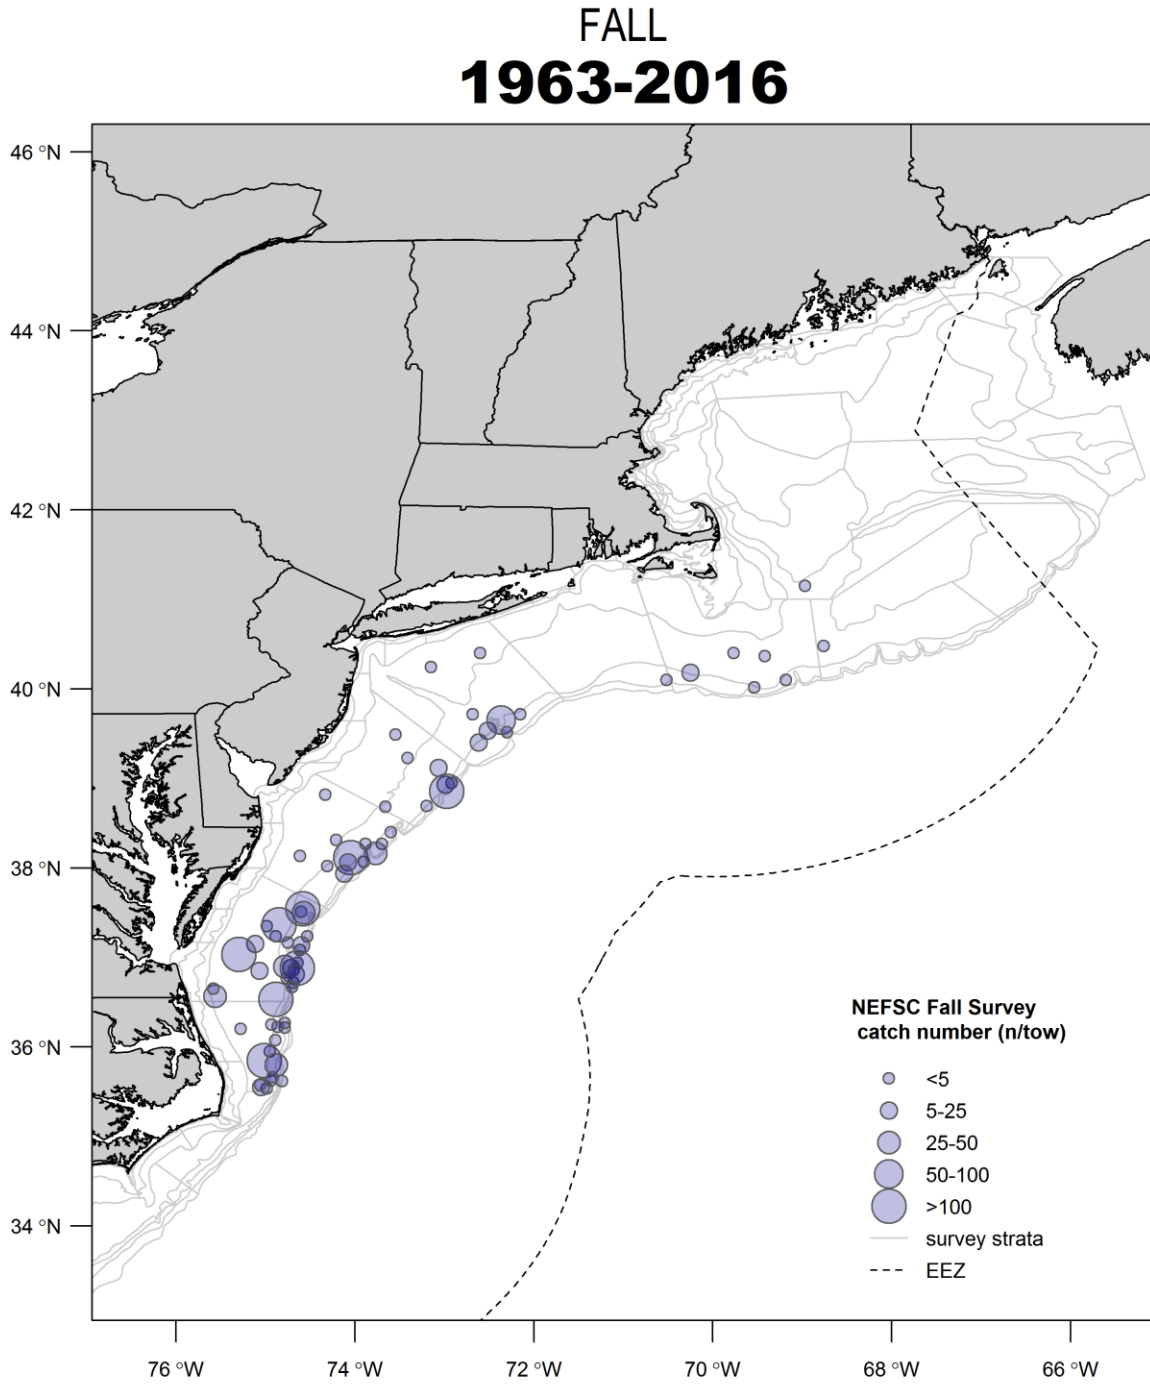 FALL
1963-2016
46 °N
44 °N
42 °N
40 °N
38 °N
36 °N
34 °N
NEFSC Fall Survey
catch number (n/tow)
<5
5-25
25-50
50-100
>100
survey strata
EEZ
76 °W
74 °W
72 °W
70 °W
68 °W
66 °W